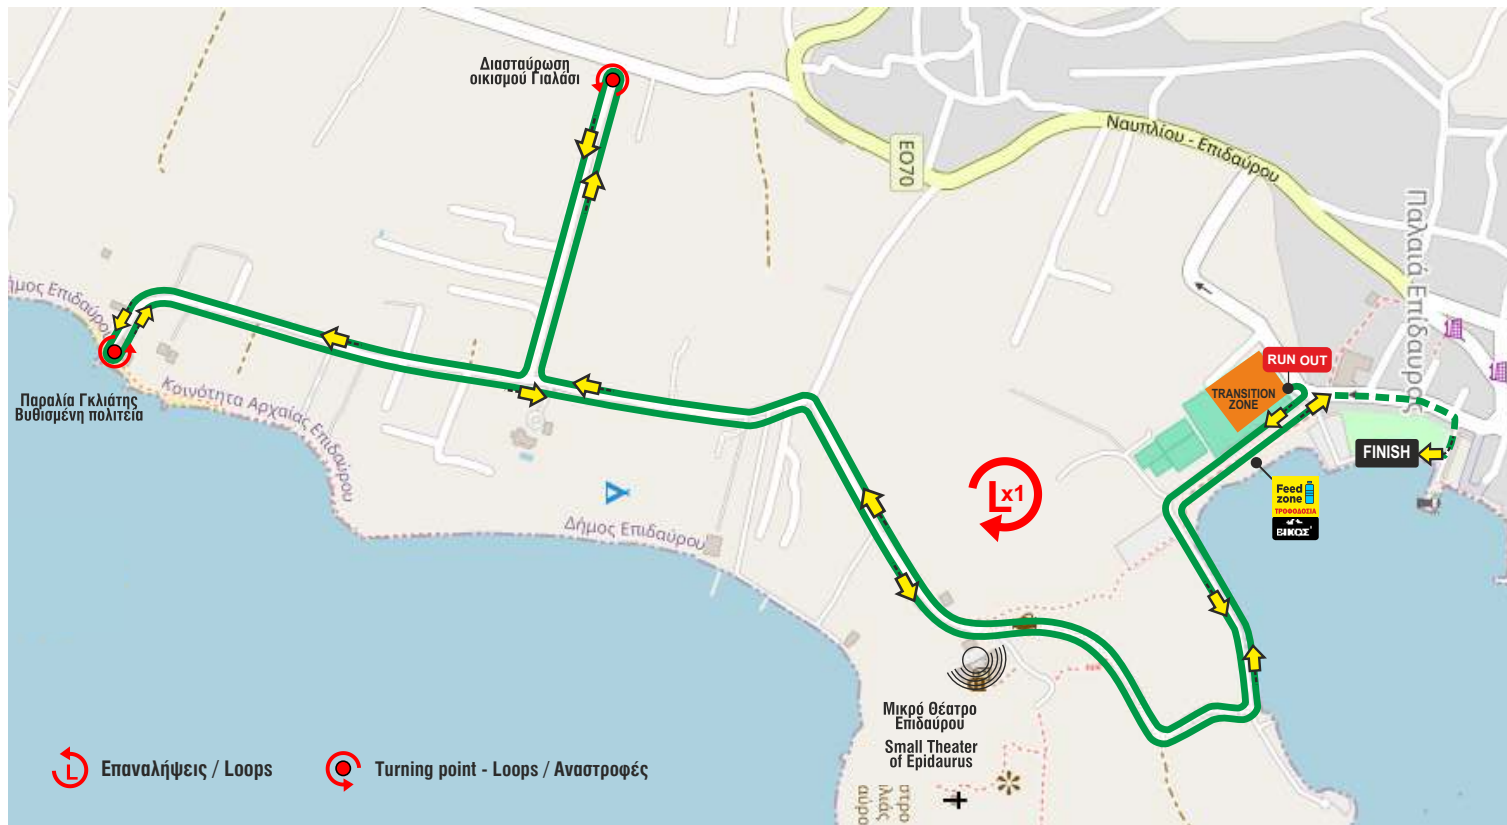 Διασταύρωση
οικισμού Γιαλάσι
Ναυπλίου - Επιδαύρου
EO70
Παλαιά Επίδαυρος
Δήμος Επιδαύρου
RUN OUT
TRANSITION
ZONE
Παραλία Γκλιάτης
Βυθισμένη πολιτεία
Κοινότητα Αρχαίας Επιδαύρου
FINISH
Feed
zone
ΤΡΟΦΟΔΟΣΙΑ
ΒΙΚΟΣ
L x1
Δήμος Επιδαύρου
Μικρό Θέατρο
Επιδαύρου
Small Theater
of Epidaurus
L
Επαναλήψεις / Loops
Turning point - Loops / Αναστροφές